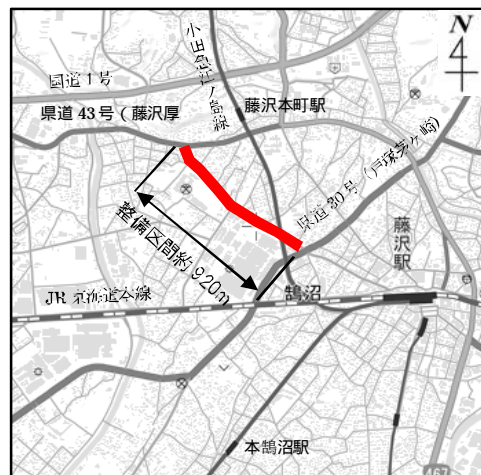 N
小田急江ノ島線
国道1号
県道43号(藤沢厚
藤沢本町駅
県道30号(戸塚茅ケ崎)
藤沢駅
整備区間約920m
JR東海道本線
鵠沼
本鵠沼駅
467